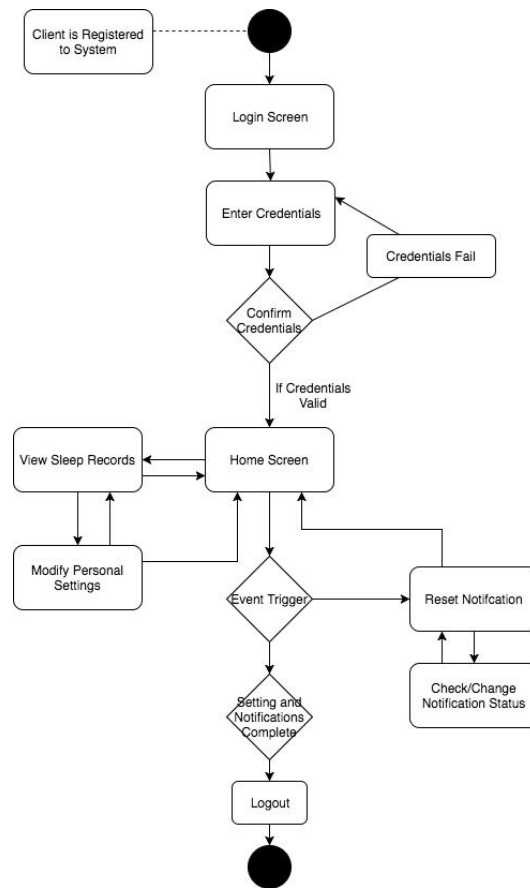 Client is Registered
to System
Login Screen
Enter Credentials
Credentials Fail
Confirm
Credentials
If Credentials
Valid
View Sleep Records
Home Screen
Modify Personal
Settings
Event Trigger
Reset Notifcation
Check/Change
Notification Status
Setting and
Notifications
Complete
Logout